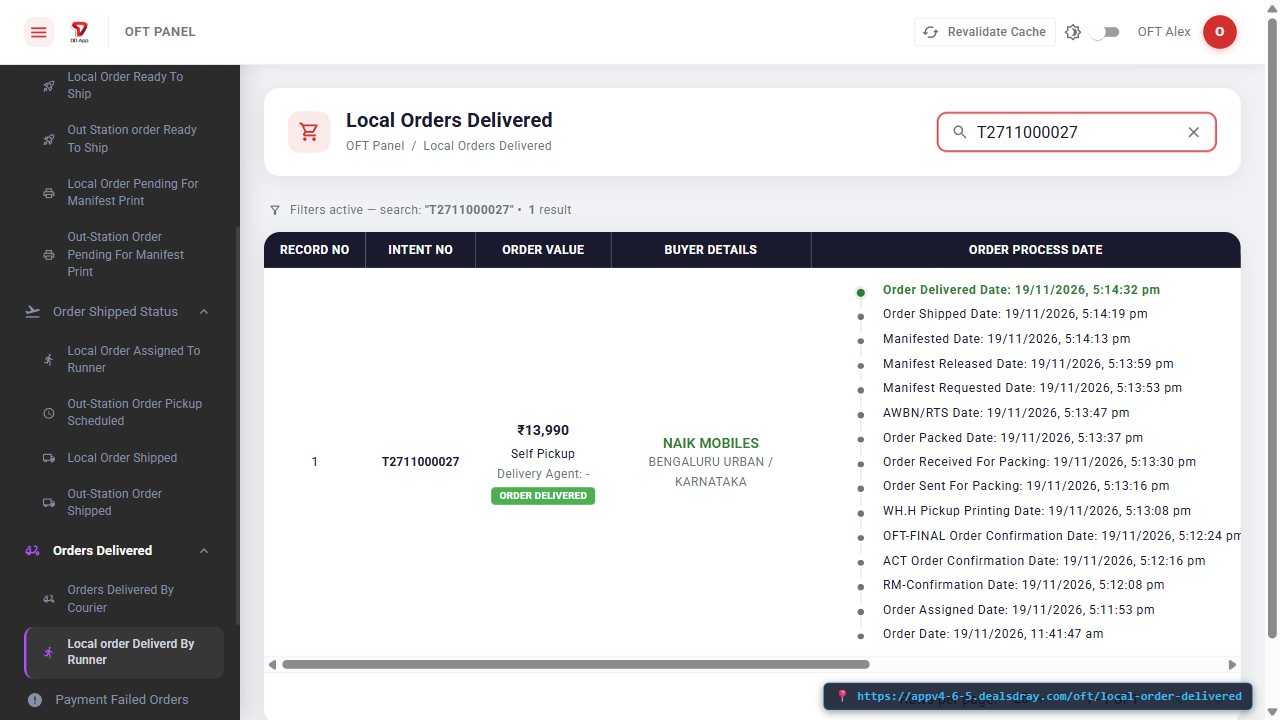 DD App
OFT PANEL
Revalidate Cache
OFT Alex
O
Local Order Ready To
Ship
Out Station order Ready
To Ship
Local Order Pending For
Manifest Print
Out-Station Order
Pending For Manifest
Print
Order Shipped Status
Local Order Assigned To
Runner
Out-Station Order Pickup
Scheduled
Local Order Shipped
Out-Station Order
Shipped
Orders Delivered
Orders Delivered By
Courier
Local order Deliverd By
Runner
Payment Failed Orders
Local Orders Delivered
OFT Panel / Local Orders Delivered
T2711000027
Filters active — search: "T2711000027" • 1 result
RECORD NO INTENT NO ORDER VALUE BUYER DETAILS ORDER PROCESS DATE
1
T2711000027
₹13,990
Self Pickup
Delivery Agent: -
ORDER DELIVERED
NAIK MOBILES
BENGALURU URBAN /
KARNATAKA
Order Delivered Date: 19/11/2026, 5:14:32 pm
Order Shipped Date: 19/11/2026, 5:14:19 pm
Manifested Date: 19/11/2026, 5:14:13 pm
Manifest Released Date: 19/11/2026, 5:13:59 pm
Manifest Requested Date: 19/11/2026, 5:13:53 pm
AWBN/RTS Date: 19/11/2026, 5:13:47 pm
Order Packed Date: 19/11/2026, 5:13:37 pm
Order Received For Packing: 19/11/2026, 5:13:30 pm
Order Sent For Packing: 19/11/2026, 5:13:16 pm
WH.H Pickup Printing Date: 19/11/2026, 5:13:08 pm
OFT-FINAL Order Confirmation Date: 19/11/2026, 5:12:24 pm
ACT Order Confirmation Date: 19/11/2026, 5:12:16 pm
RM-Confirmation Date: 19/11/2026, 5:12:08 pm
Order Assigned Date: 19/11/2026, 5:11:53 pm
Order Date: 19/11/2026, 11:41:47 am
https://appv4-6-5.dealsdray.com/oft/local-order-delivered